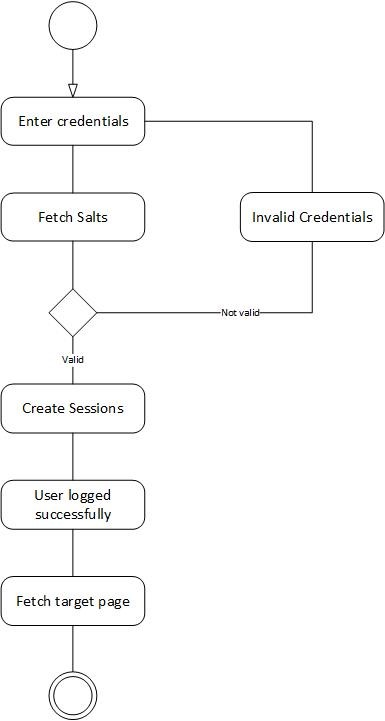 Enter credentials
Fetch Salts
Invalid Credentials
Not valid
Valid
Create Sessions
User logged
successfully
Fetch target page